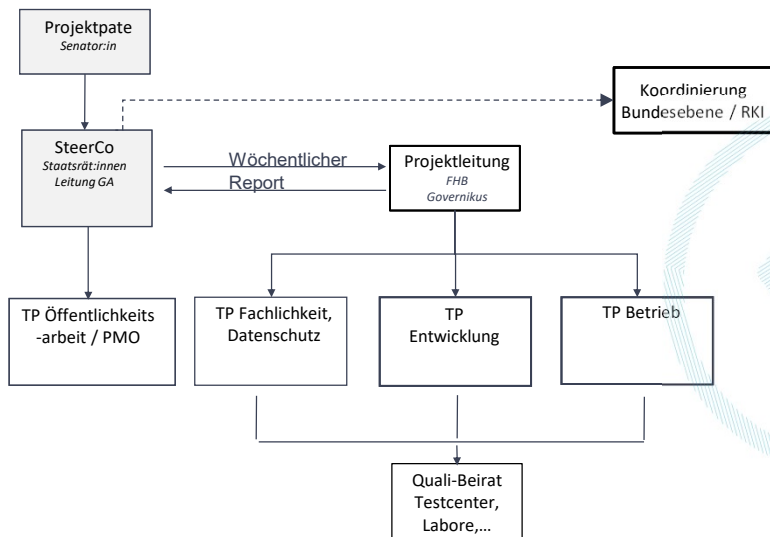 Projektpate
Senator:in
Koordinierung
Bundesebene / RKI
SteerCo
Staatsrät:innen
Leitung GA
Wöchentlicher
Report
Projektleitung
FHB
Governikus
TP Öffentlichkeits
-arbeit / PMO
TP Fachlichkeit,
Datenschutz
TP
Entwicklung
TP Betrieb
Quali-Beirat
Testcenter,
Labore,...